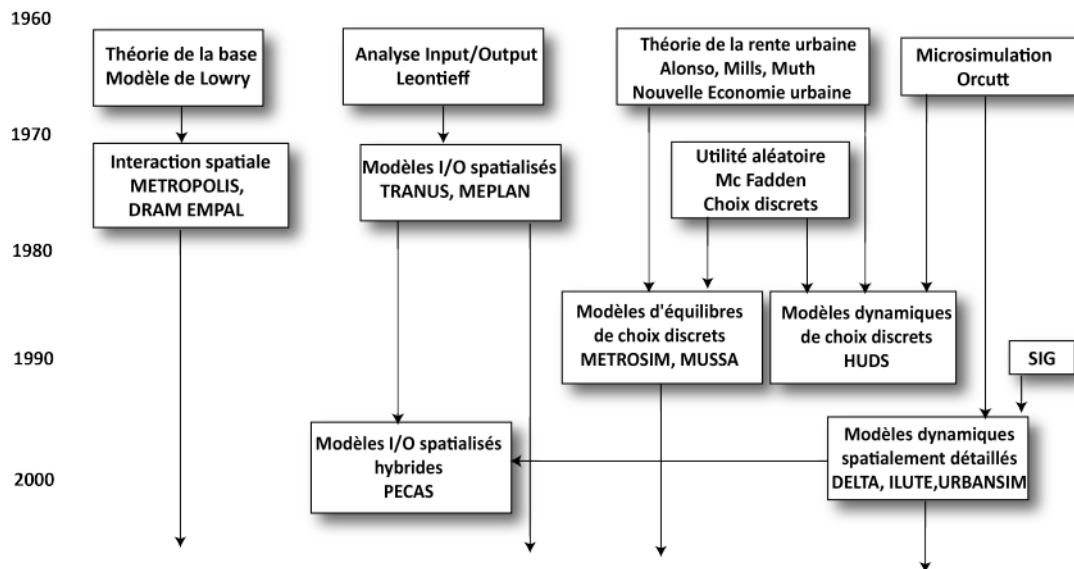 1960
Théorie de la base
Modèle de Lowry
Analyse Input/Output
Leontieff
Théorie de la rente urbaine
Alonso, Mills, Muth
Nouvelle Economie urbaine
Microsimulation
Orcutt
1970
Interaction spatiale
METROPOLIS,
DRAM EMPAL
Modèles I/O spatialisés
TRANUS, MEPLAN
Utilité aléatoire
Mc Fadden
Choix discrets
1980
Modèles d'équilibres
de choix discrets
METROSIM, MUSSA
Modèles dynamiques
de choix discrets
HUDS
1990
SIG
Modèles I/O spatialisés
hybrides
PECAS
Modèles dynamiques
spatialement détaillés
DELTA, ILUTE,URBANSIM
2000